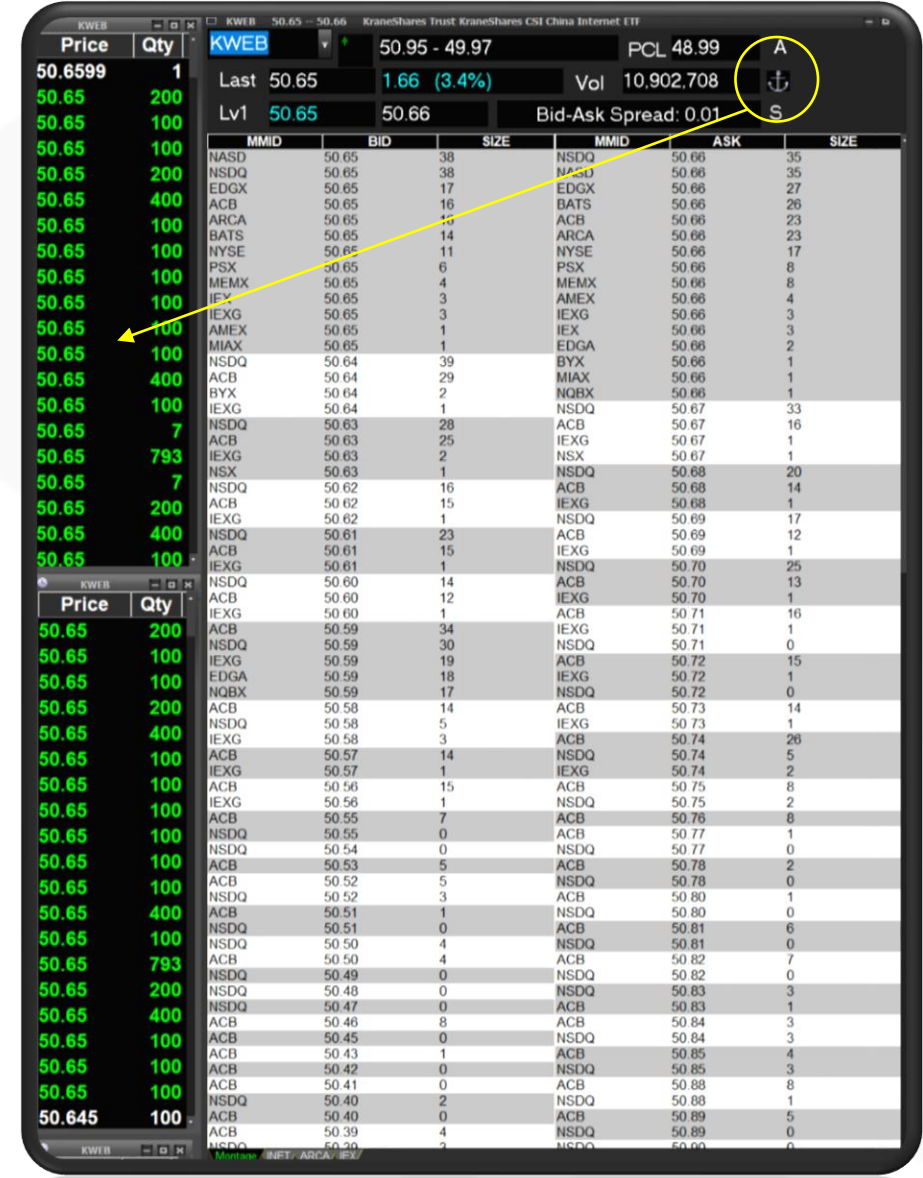 KWEB
Price Qty
50.6599 1
50.65 200
50.65 100
50.65 100
50.65 200
50.65 400
50.65 100
50.65 100
50.65 100
50.65 100
50.65 100
50.65 100
50.65 400
50.65 100
50.65 7
50.65 793
50.65 7
50.65 200
50.65 400
50.65 100
KWEB
Price Qty
50.65 200
50.65 100
50.65 100
50.65 200
50.65 400
50.65 100
50.65 100
50.65 100
50.65 100
50.65 100
50.65 100
50.65 400
50.65 100
50.65 793
50.65 200
50.65 400
50.65 100
50.65 100
50.65 100
50.645 100
KWEB
KWEB 50.65 -- 50.66 KraneShares Trust KraneShares CSI China Internet ETF
KWEB 50.95 - 49.97 PCL 48.99 A
Last 50.65 1.66 (3.4%) Vol 10,902,708
Lv1 50.65 50.66 Bid-Ask Spread: 0.01 S
MMID BID SIZE MMID ASK SIZE
NASD 50.65 38 NSDQ 50.66 35
NSDQ 50.65 38 NASD 50.66 35
EDGX 50.65 17 EDGX 50.66 27
ACB 50.65 16 BATS 50.66 26
ARCA 50.65 16 ACB 50.66 23
BATS 50.65 14 ARCA 50.66 23
NYSE 50.65 11 NYSE 50.66 17
PSX 50.65 6 PSX 50.66 8
MEMX 50.65 4 MEMX 50.66 8
IEX 50.65 3 AMEX 50.66 4
IEXG 50.65 3 IEXG 50.66 3
AMEX 50.65 1 IEX 50.66 3
MIAX 50.65 1 EDGA 50.66 2
NSDQ 50.64 39 BYX 50.66 1
ACB 50.64 29 MIAX 50.66 1
BYX 50.64 2 NQBX 50.66 1
IEXG 50.64 1 NSDQ 50.67 33
NSDQ 50.63 28 ACB 50.67 16
ACB 50.63 25 IEXG 50.67 1
IEXG 50.63 2 NSX 50.67 1
NSX 50.63 1 NSDQ 50.68 20
NSDQ 50.62 16 ACB 50.68 14
ACB 50.62 15 IEXG 50.68 1
IEXG 50.62 1 NSDQ 50.69 17
NSDQ 50.61 23 ACB 50.69 12
ACB 50.61 15 IEXG 50.69 1
IEXG 50.61 1 NSDQ 50.70 25
NSDQ 50.60 14 ACB 50.70 13
ACB 50.60 12 IEXG 50.70 1
IEXG 50.60 1 ACB 50.71 16
ACB 50.59 34 IEXG 50.71 1
NSDQ 50.59 30 NSDQ 50.71 0
IEXG 50.59 19 ACB 50.72 15
EDGA 50.59 18 IEXG 50.72 1
NQBX 50.59 17 NSDQ 50.72 0
ACB 50.58 14 ACB 50.73 14
NSDQ 50.58 5 IEXG 50.73 1
IEXG 50.58 3 ACB 50.74 26
ACB 50.57 14 NSDQ 50.74 5
IEXG 50.57 1 IEXG 50.74 2
ACB 50.56 15 ACB 50.75 8
IEXG 50.56 1 NSDQ 50.75 2
ACB 50.55 7 ACB 50.76 8
NSDQ 50.55 0 ACB 50.77 1
NSDQ 50.54 0 NSDQ 50.77 0
ACB 50.53 5 ACB 50.78 2
ACB 50.52 5 NSDQ 50.78 0
NSDQ 50.52 3 ACB 50.80 1
ACB 50.51 1 NSDQ 50.80 0
NSDQ 50.51 0 ACB 50.81 6
NSDQ 50.50 4 NSDQ 50.81 0
ACB 50.50 4 ACB 50.82 7
NSDQ 50.49 0 NSDQ 50.82 0
NSDQ 50.48 0 NSDQ 50.83 3
NSDQ 50.47 0 ACB 50.83 1
ACB 50.46 8 ACB 50.84 3
ACB 50.45 0 NSDQ 50.84 3
ACB 50.43 1 ACB 50.85 4
ACB 50.42 0 NSDQ 50.85 3
ACB 50.41 0 ACB 50.88 8
NSDQ 50.40 2 NSDQ 50.88 1
ACB 50.40 0 ACB 50.89 5
ACB 50.39 4 NSDQ 50.89 0
NSDQ 50.39 NSDQ 50.90 0
Montage INET ARCA IEX